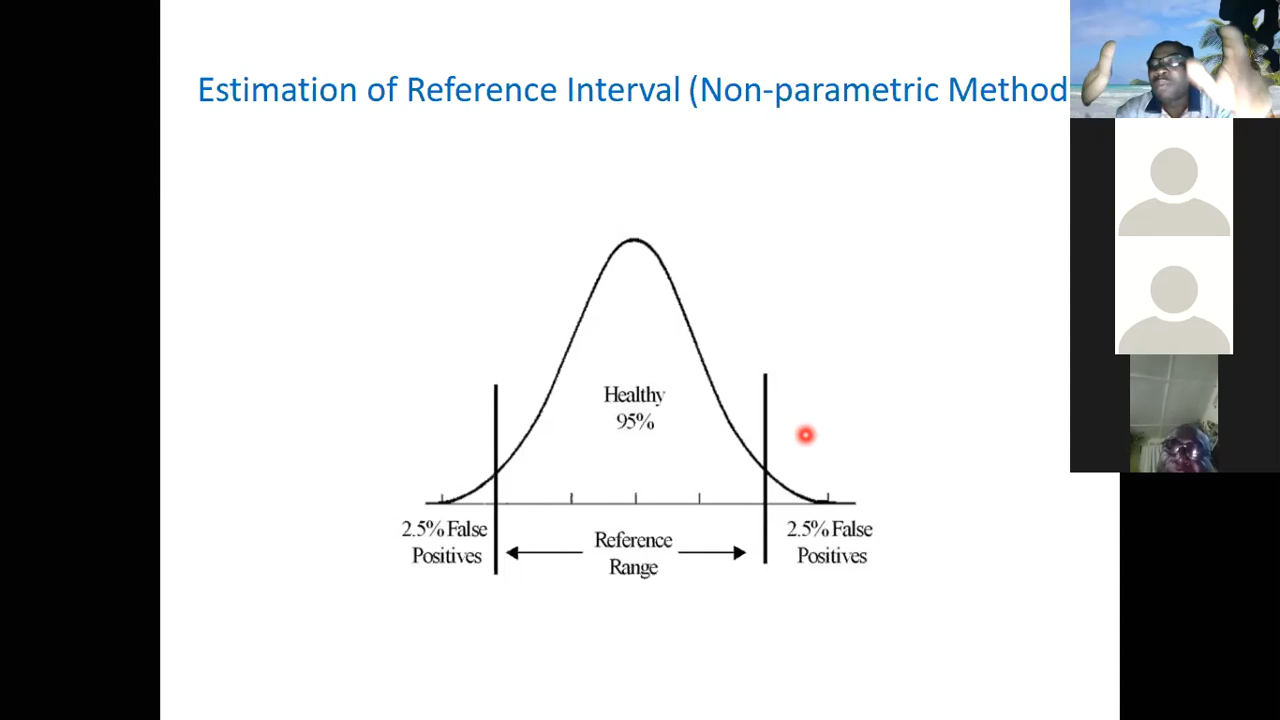 Estimation of Reference Interval (Non-parametric Method
Healthy
95%
2.5% False
Positives
Reference
Range
2.5% False
Positives